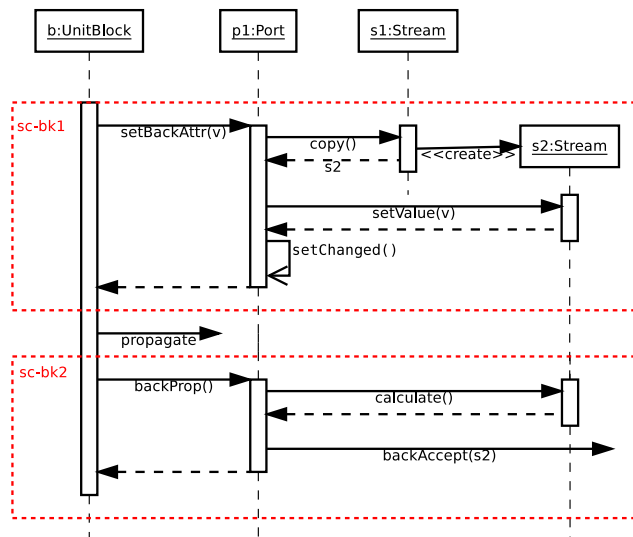 b:UnitBlock
p1:Port
s1:Stream
sc-bk1
setBackAttr(v)
copy()
<<create>>
s2:Stream
s2
setValue(v)
setChanged()
propagate
sc-bk2
backProp()
calculate()
backAccept(s2)